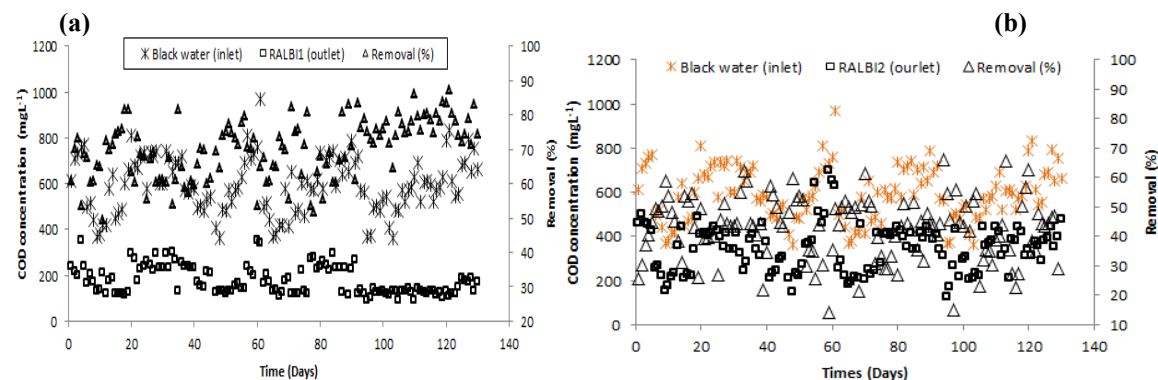 (a)
(b)
Black water (inlet) RALBI1 (outlet) Removal (%)
1200
1000
800
600
400
200
0
COD concentration (mgL-1)
100
90
80
70
60
50
40
30
20
Removal (%)
0 20 40 60 80 100 120 140
Time (Days)
Black water (inlet) RALBI2 (ourlet) Removal (%)
1200
1000
800
600
400
200
0
COD concentration (mgL-1)
100
90
80
70
60
50
40
30
20
10
Removal (%)
0 20 40 60 80 100 120 140
Times (Days)